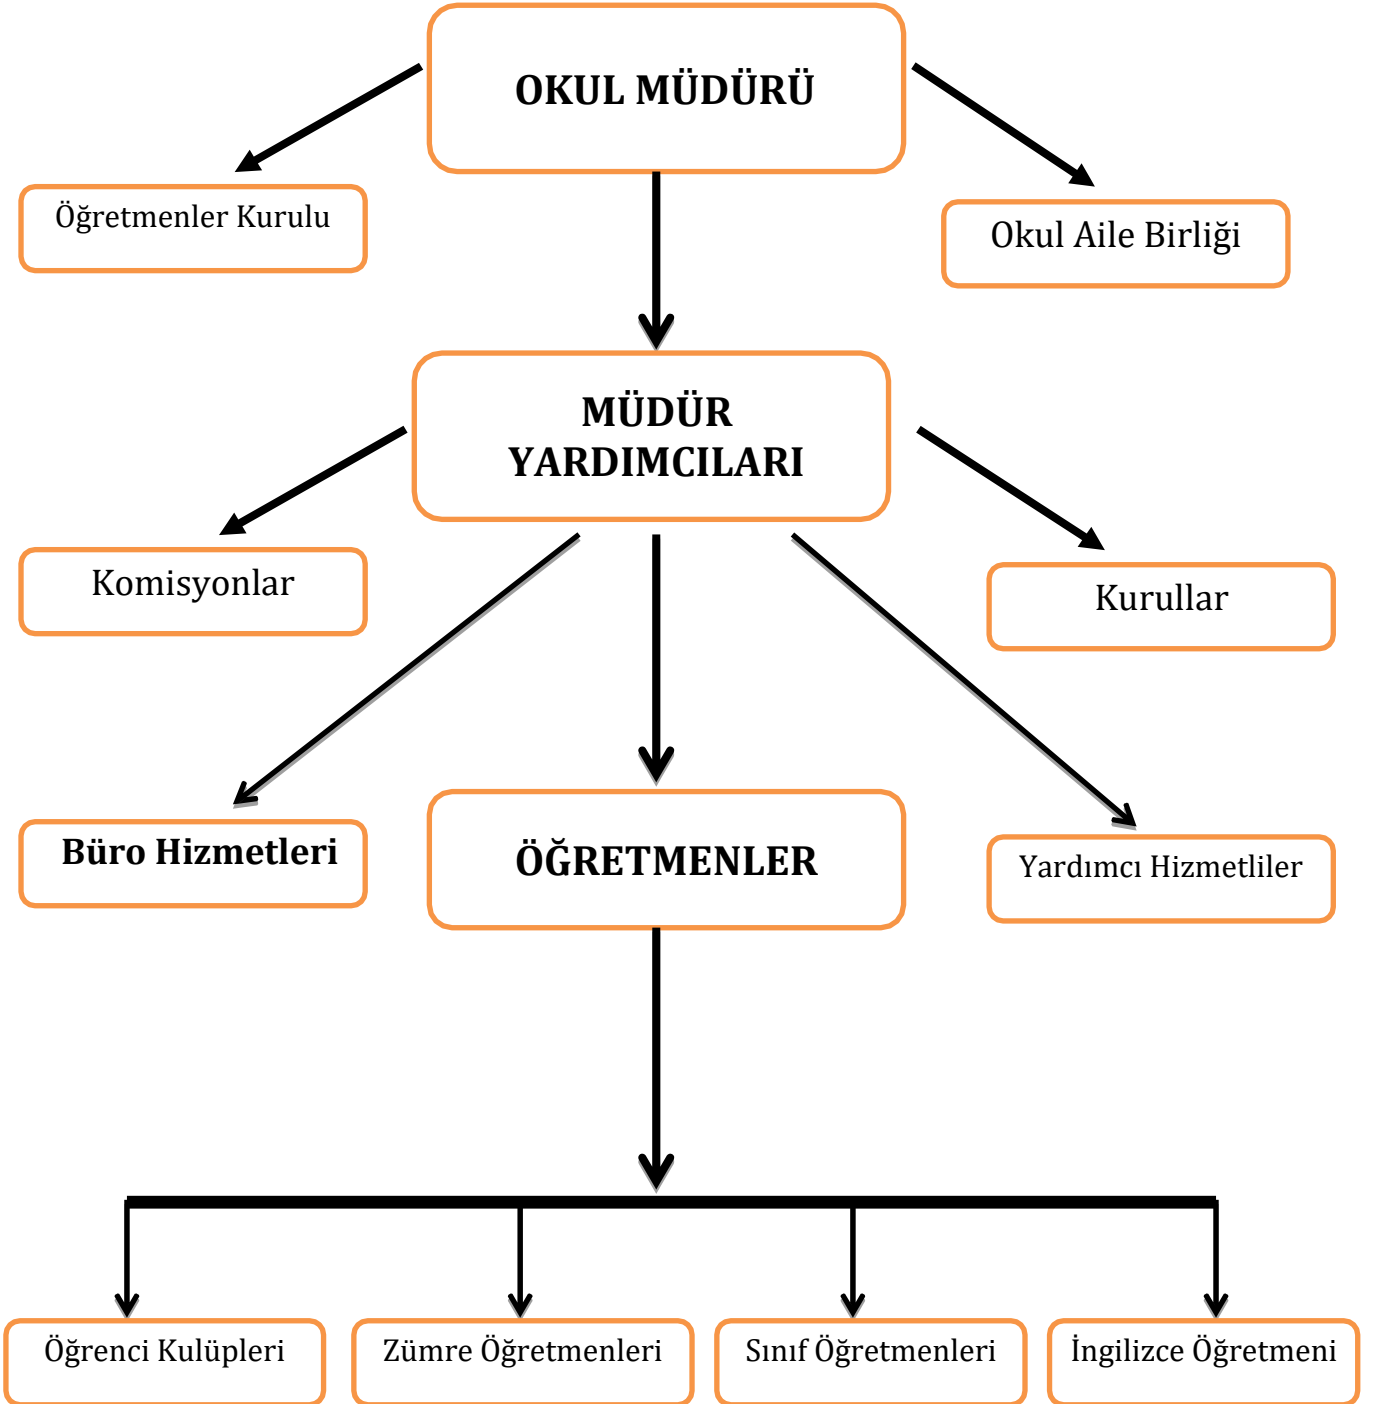 OKUL MÜDÜRÜ
Öğretmenler Kurulu
Okul Aile Birliği
MÜDÜR
YARDIMCILARI
Komisyonlar
Kurullar
Büro Hizmetleri
ÖĞRETMENLER
Yardımcı Hizmetliler
Öğrenci Kulüpleri
Zümre Öğretmenleri
Sınıf Öğretmenleri
İngilizce Öğretmeni